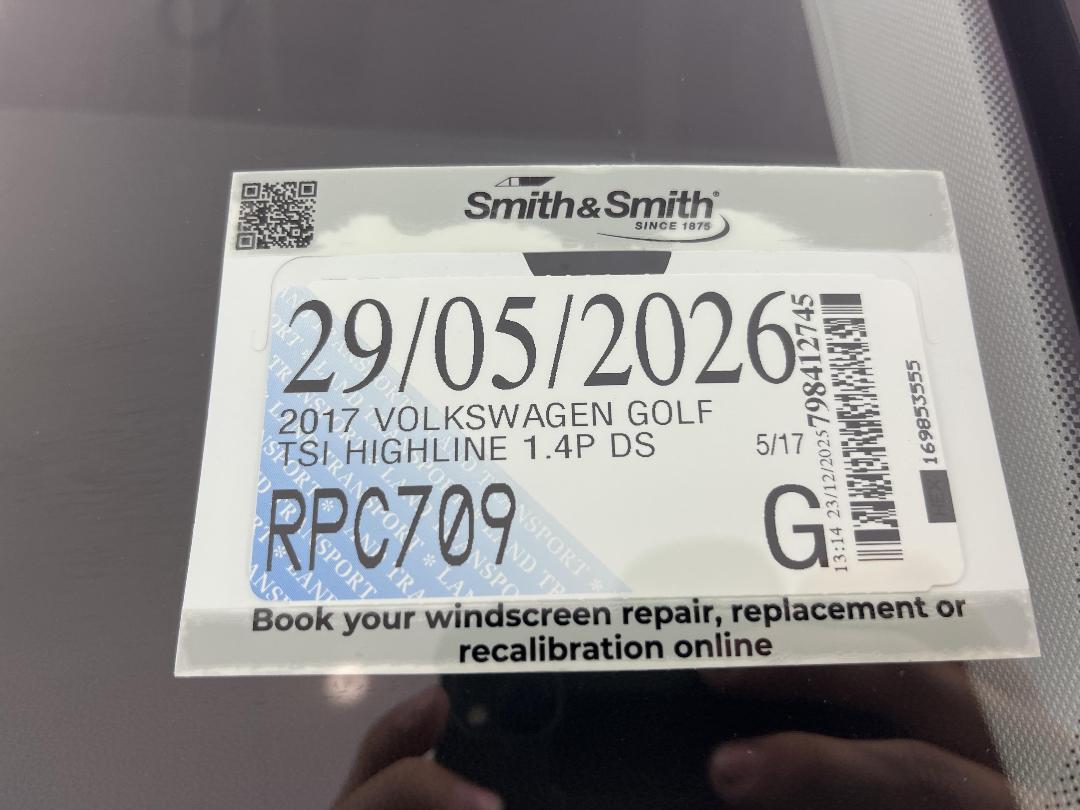 Smith&Smith®
SINCE 1875
29/05/2026
2017 VOLKSWAGEN GOLF
TSI HIGHLINE 1.4P DS
5/17
RPC709
G
13:14 23/12/2025 798412745
169853555
Book your windscreen repair, replacement or
recalibration online